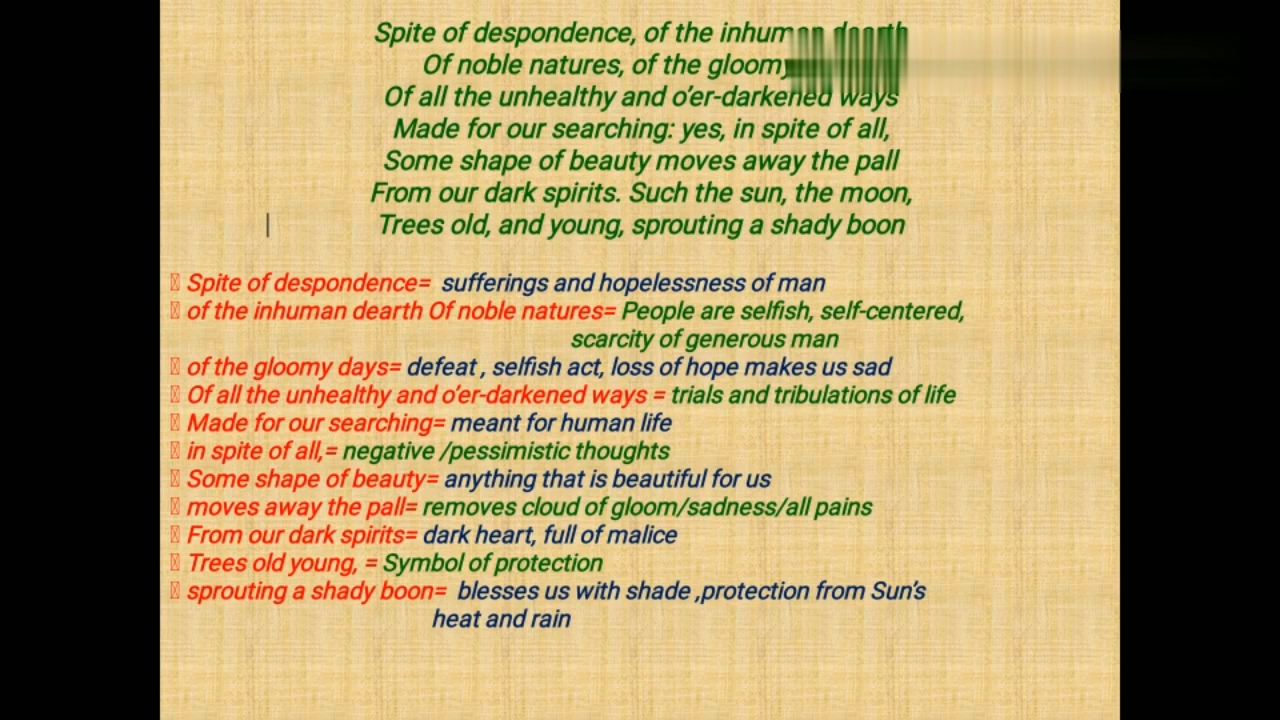 Spite of despondence, of the inhuman dearth
Of noble natures, of the gloomy
Of all the unhealthy and o’er-darkened ways
Made for our searching: yes, in spite of all,
Some shape of beauty moves away the pall
From our dark spirits. Such the sun, the moon,
Trees old, and young, sprouting a shady boon
Spite of despondence= sufferings and hopelessness of man
of the inhuman dearth Of noble natures= People are selfish, self-centered,
scarcity of generous man
of the gloomy days= defeat , selfish act, loss of hope makes us sad
Of all the unhealthy and o’er-darkened ways = trials and tribulations of life
Made for our searching= meant for human life
in spite of all,= negative /pessimistic thoughts
Some shape of beauty= anything that is beautiful for us
moves away the pall= removes cloud of gloom/sadness/all pains
From our dark spirits= dark heart, full of malice
Trees old young, = Symbol of protection
sprouting a shady boon= blesses us with shade ,protection from Sun’s
heat and rain